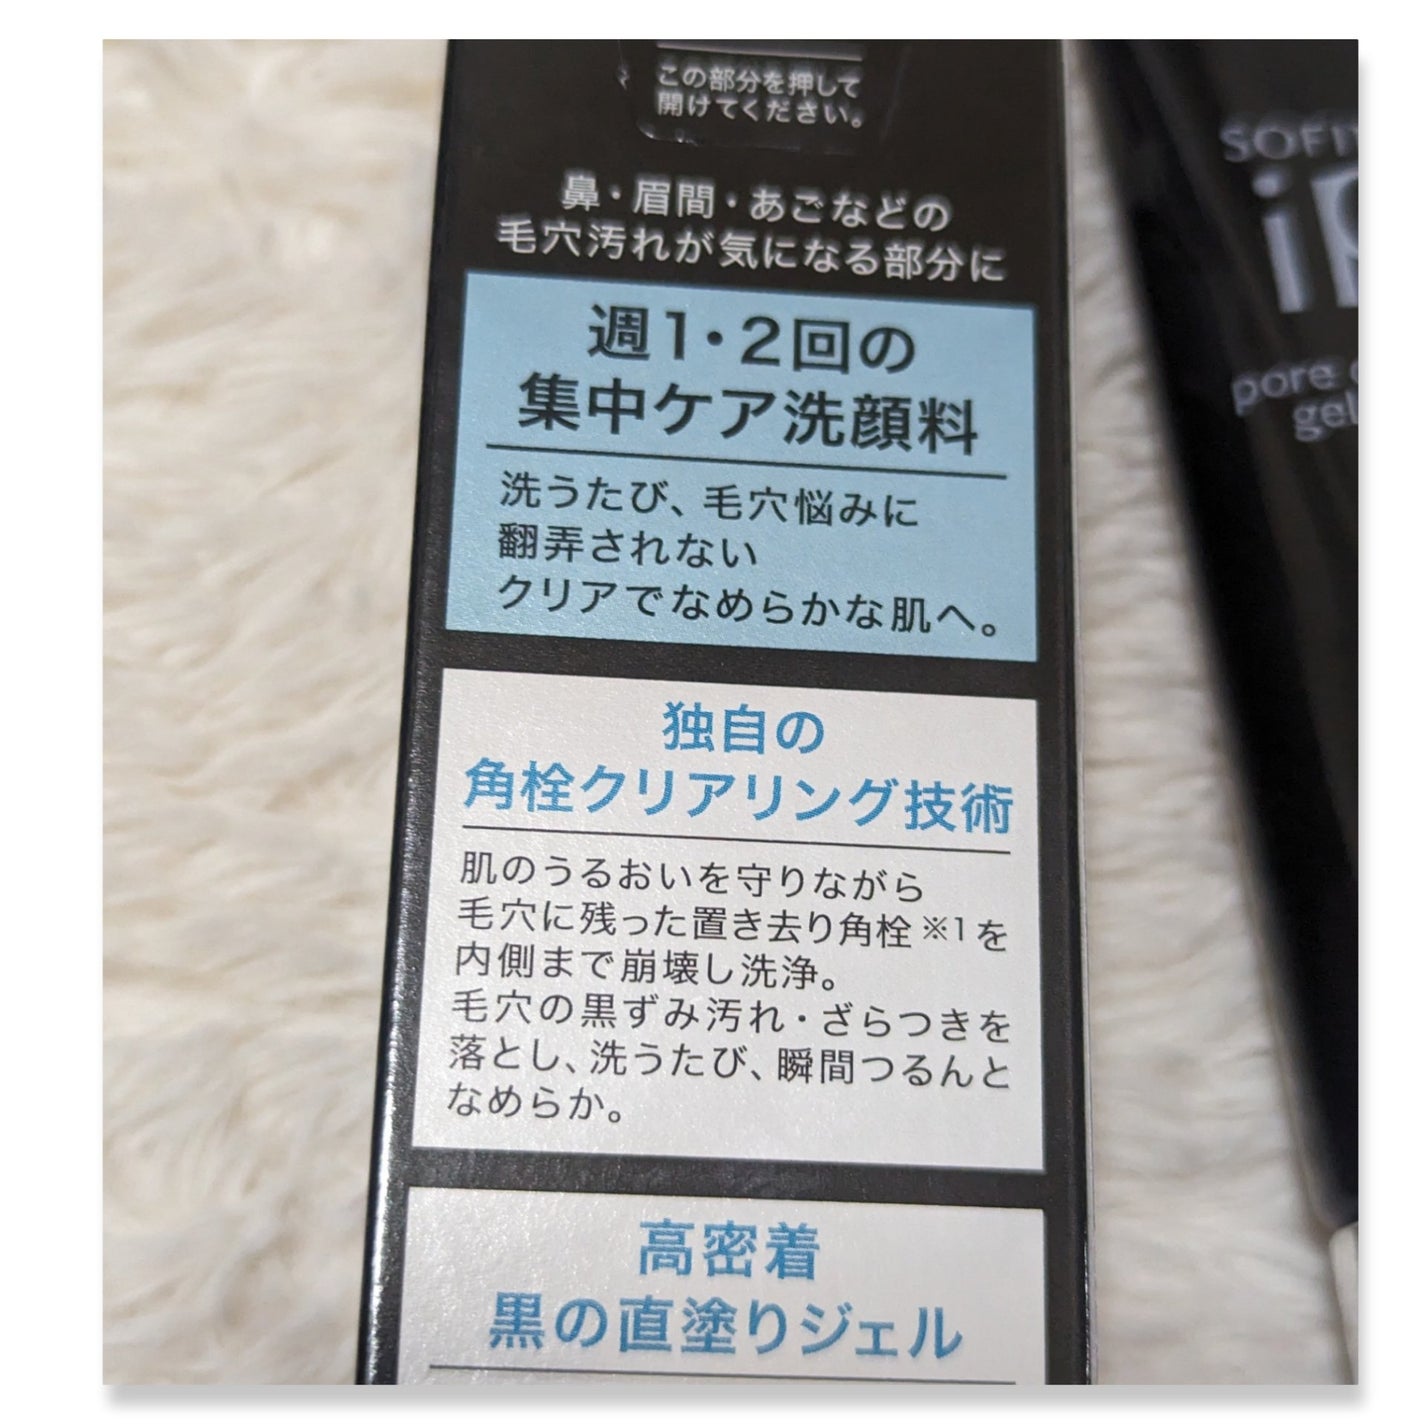 この部分を押して
開けてください。
鼻・眉間・あごなどの
毛穴汚れが気になる部分に
週1・2回の
集中ケア洗顔料
洗うたび、毛穴悩みに
翻弄されない
クリアでなめらかな肌へ。
独自の
角栓クリアリング技術
肌のうるおいを守りながら
毛穴に残った置き去り角栓※1を
内側まで崩壊し洗浄。
毛穴の黒ずみ汚れ・ざらつきを
落とし、洗うたび、瞬間つるんと
なめらか。
高密着
黒の直塗りジェル
SOFI
ip
pore
gel